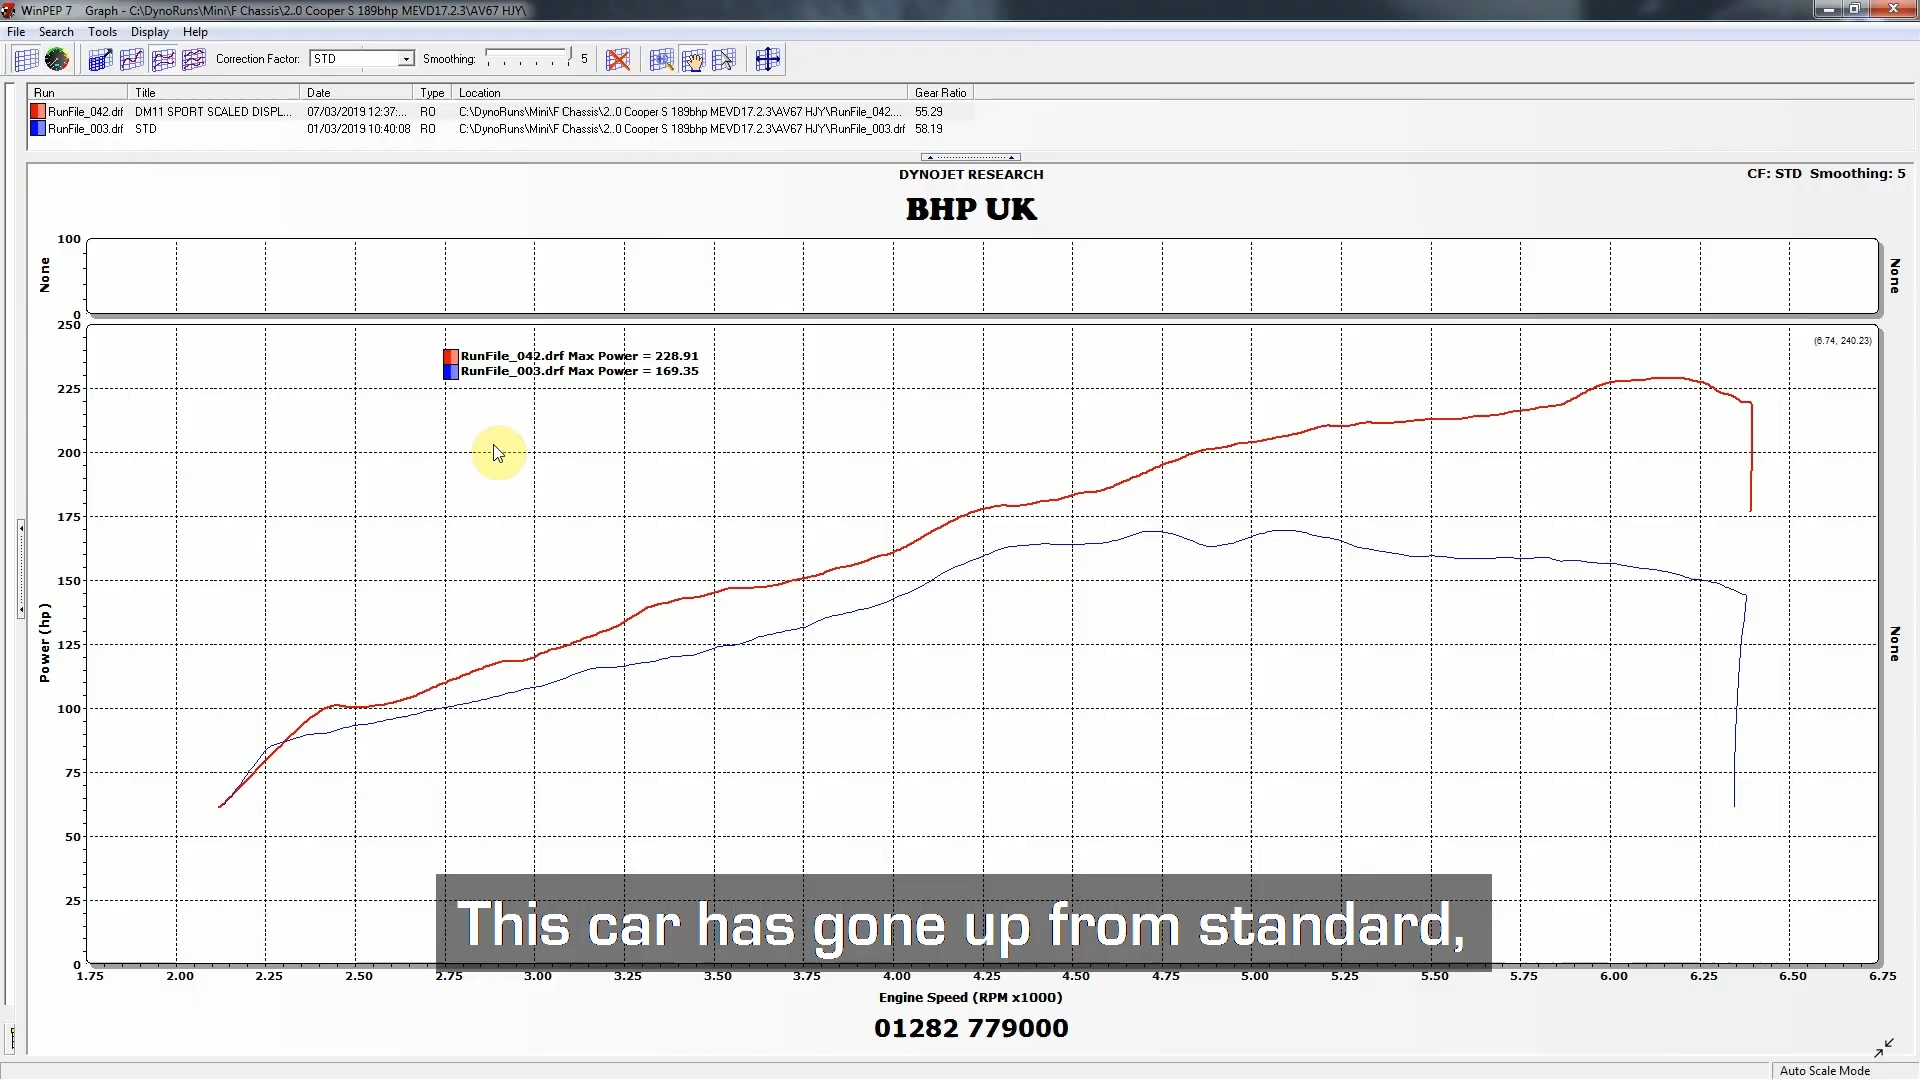 WinPEP 7 Graph - C:\DynoRuns\Mini\F Chassis\2..0 Cooper S 189bhp MEVD17.2.3\AV67 HJY\
File Search Tools Display Help
Correction Factor: STD Smoothing: 5
Run Title Date Type Location Gear Ratio
RunFile_042.drf DM11 SPORT SCALED DISPL... 07/03/2019 12:37:... RO C:\DynoRuns\Mini\F Chassis\2..0 Cooper S 189bhp MEVD17.2.3\AV67 HJY\RunFile_042.... 55.29
RunFile_003.drf STD 01/03/2019 10:40:08 RO C:\DynoRuns\Mini\F Chassis\2..0 Cooper S 189bhp MEVD17.2.3\AV67 HJY\RunFile_003.drf 58.19
DYNOJET RESEARCH
CF: STD Smoothing: 5
BHP UK
100
None
None
0
250
(6.74, 240.23)
RunFile_042.drf Max Power = 228.91
RunFile_003.drf Max Power = 169.35
225
200
175
150
125
Power (hp)
None
100
75
50
25
0
This car has gone up from standard,
1.75 2.00 2.25 2.50 2.75 3.00 3.25 3.50 3.75 4.00 4.25 4.50 4.75 5.00 5.25 5.50 5.75 6.00 6.25 6.50 6.75
Engine Speed (RPM x1000)
01282 779000
Auto Scale Mode